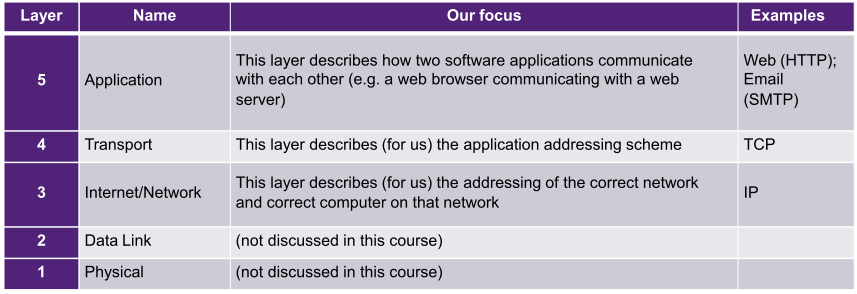 Layer Name Our focus Examples
5 Application This layer describes how two software applications communicate with each other (e.g. a web browser communicating with a web server) Web (HTTP); Email (SMTP)
4 Transport This layer describes (for us) the application addressing scheme TCP
3 Internet/Network This layer describes (for us) the addressing of the correct network and correct computer on that network IP
2 Data Link (not discussed in this course)
1 Physical (not discussed in this course)